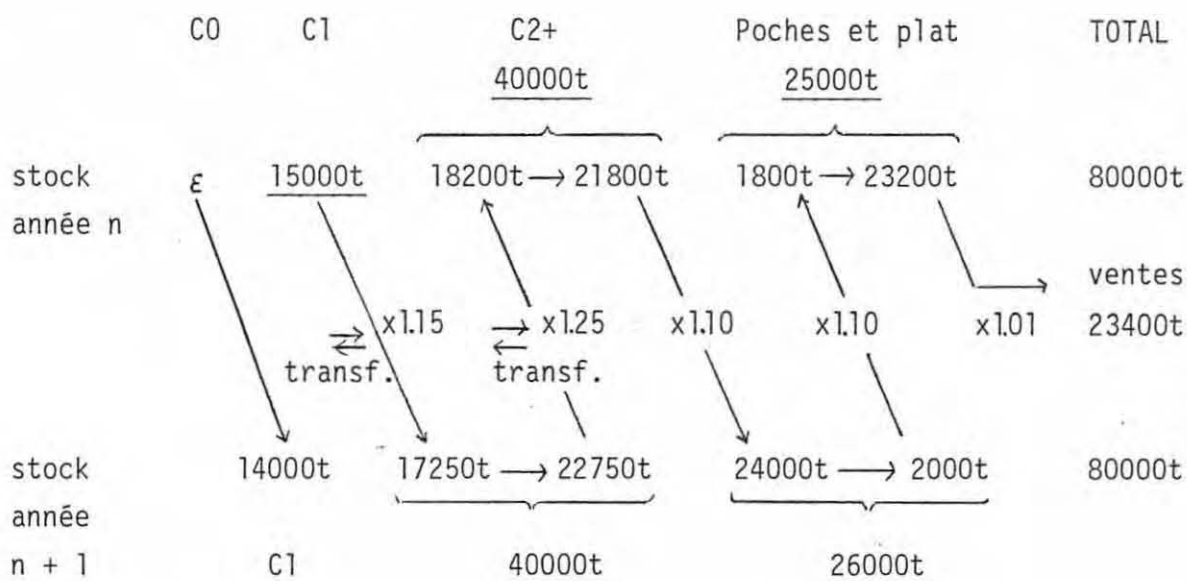 C0 C1 C2+ Poches et plat TOTAL
40000t 25000t
stock ε 15000t 18200t → 21800t 1800t → 23200t 80000t
année n
ventes
x1.15 x1.25 x1.10 x1.10 x1.01 23400t
transf. transf.
stock 14000t 17250t → 22750t 24000t → 2000t 80000t
année
n + 1 C1 40000t 26000t